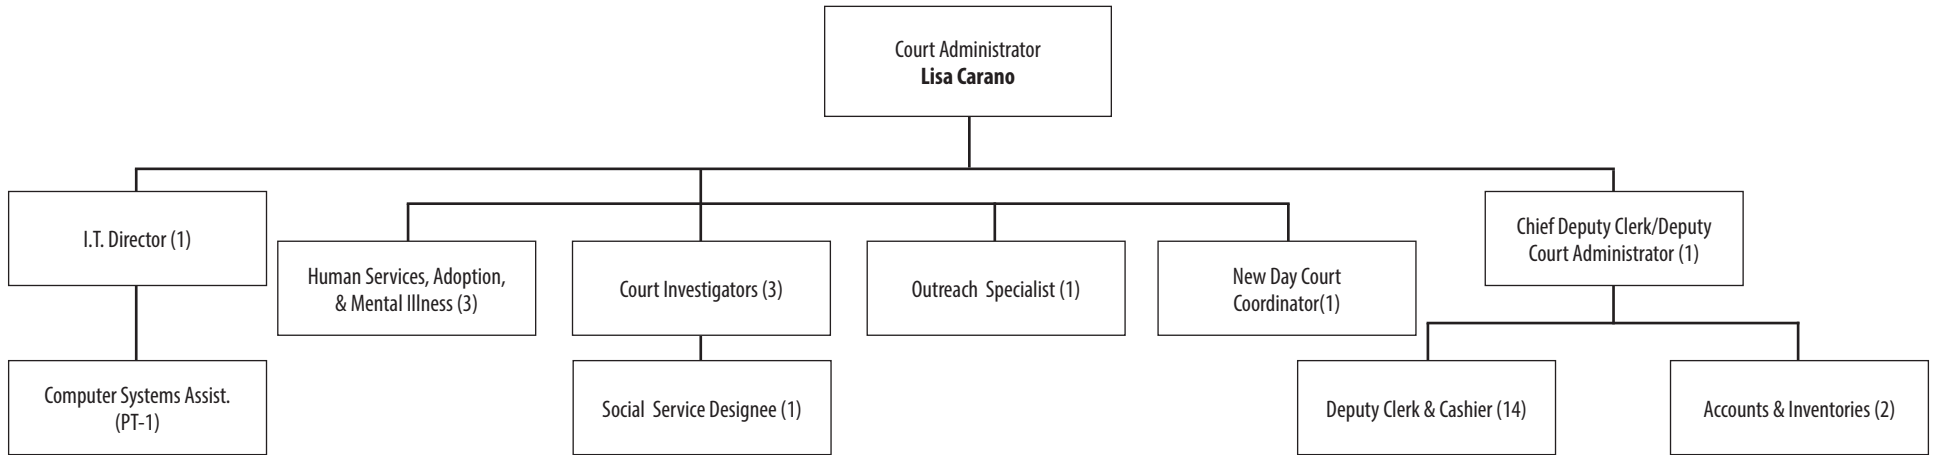 Court Administrator
Lisa Carano
I.T. Director (1)
Chief Deputy Clerk/Deputy
Court Administrator (1)
Human Services, Adoption,
& Mental Illness (3)
Court Investigators (3)
Outreach Specialist (1)
New Day Court
Coordinator(1)
Computer Systems Assist.
(PT-1)
Social Service Designee (1)
Deputy Clerk & Cashier (14)
Accounts & Inventories (2)